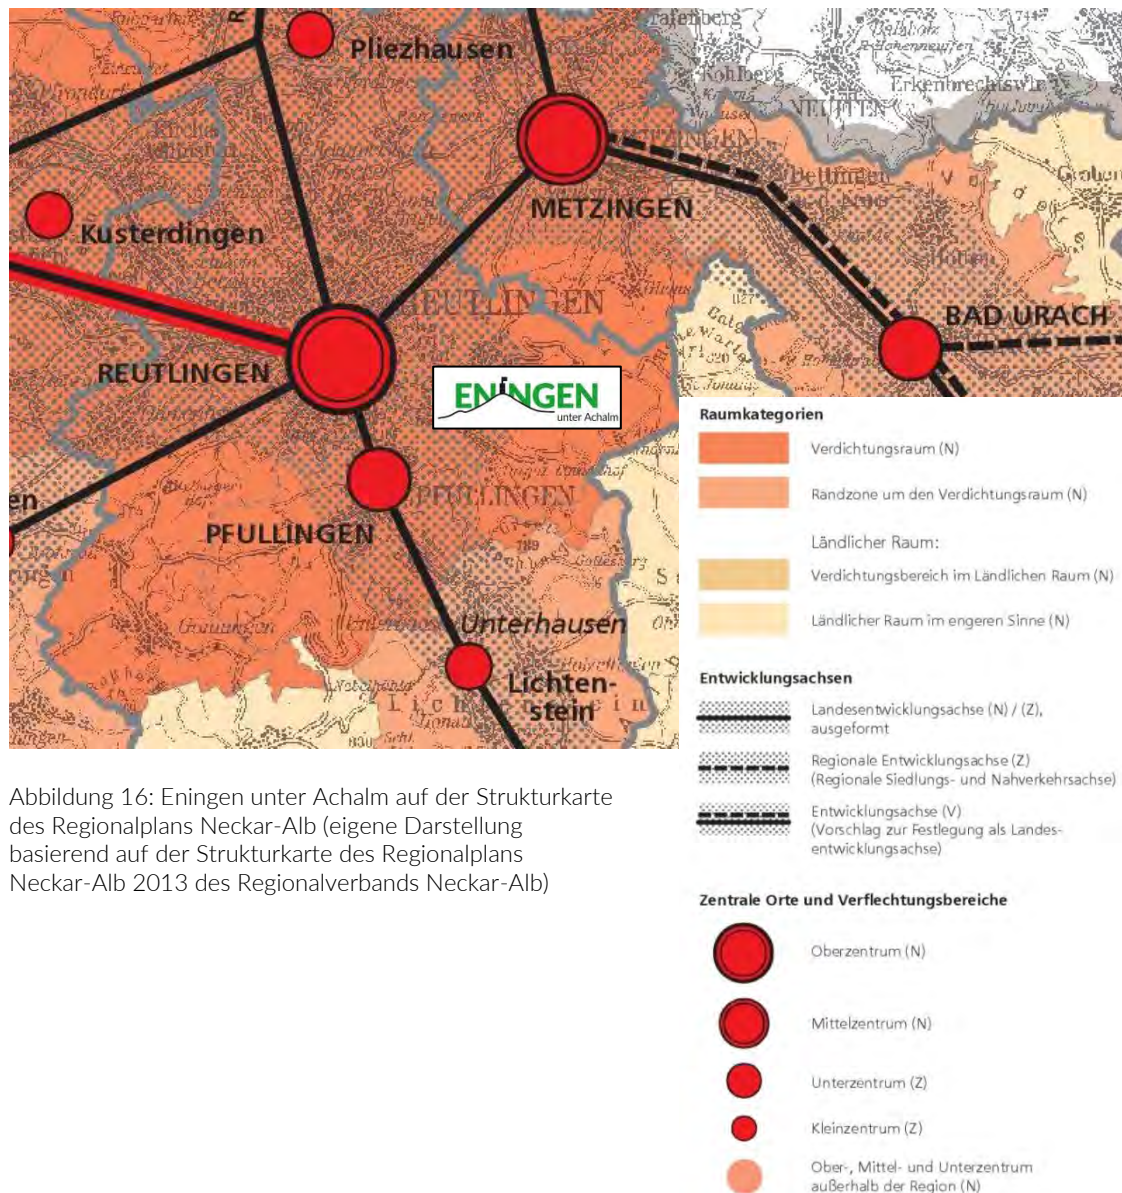 Pliezhausen
METZINGEN
Kusterdingen
REUTLINGEN
REUTLINGEN
BAD URACH
ENINGEN
unter Achalm
PFULLINGEN
PFULLINGEN
Gönningen
Unterhausen
Lichten-
stein
Raumkategorien
Verdichtungsraum (N)
Randzone um den Verdichtungsraum (N)
Ländlicher Raum:
Verdichtungsbereich im Ländlichen Raum (N)
Ländlicher Raum im engeren Sinne (N)
Entwicklungsachsen
Landesentwicklungsachse (N) / (Z),
ausgeformt
Regionale Entwicklungsachse (Z)
(Regionale Siedlungs- und Nahverkehrsachse)
Entwicklungsachse (V)
(Vorschlag zur Festlegung als Landes-
entwicklungsachse)
Zentrale Orte und Verflechtungsbereiche
Oberzentrum (N)
Mittelzentrum (N)
Unterzentrum (Z)
Kleinzentrum (Z)
Ober-, Mittel- und Unterzentrum
außerhalb der Region (N)
Abbildung 16: Eningen unter Achalm auf der Strukturkarte
des Regionalplans Neckar-Alb (eigene Darstellung
basierend auf der Strukturkarte des Regionalplans
Neckar-Alb 2013 des Regionalverbands Neckar-Alb)